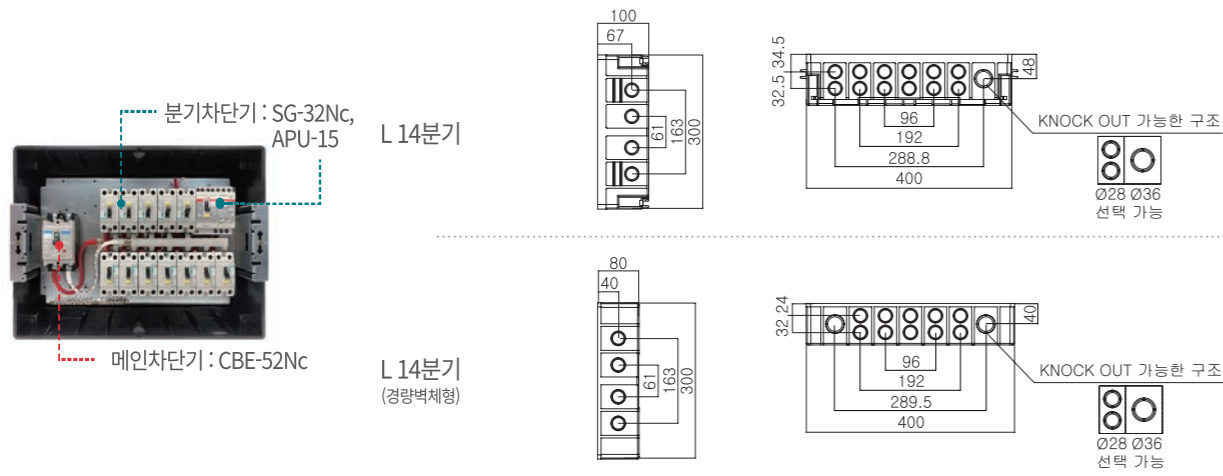 분기차단기 : SG-32Nc,
APU-15
메인차단기 : CBE-52Nc
L 14분기
100
67
61
163
300
34.5
32.5
48
96
192
288.8
400
KNOCK OUT 가능한 구조
Ø28 Ø36
선택 가능
L 14분기
(경량벽체형)
80
40
61
163
300
24
32
40
96
192
289.5
400
KNOCK OUT 가능한 구조
Ø28 Ø36
선택 가능